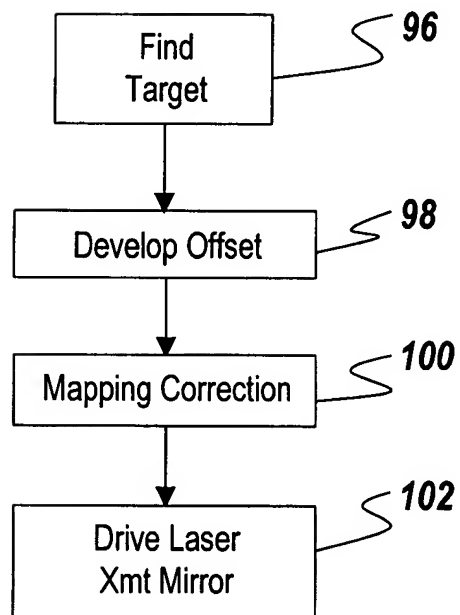 Find
Target
96
Develop Offset
98
Mapping Correction
100
Drive Laser
Xmt Mirror
102